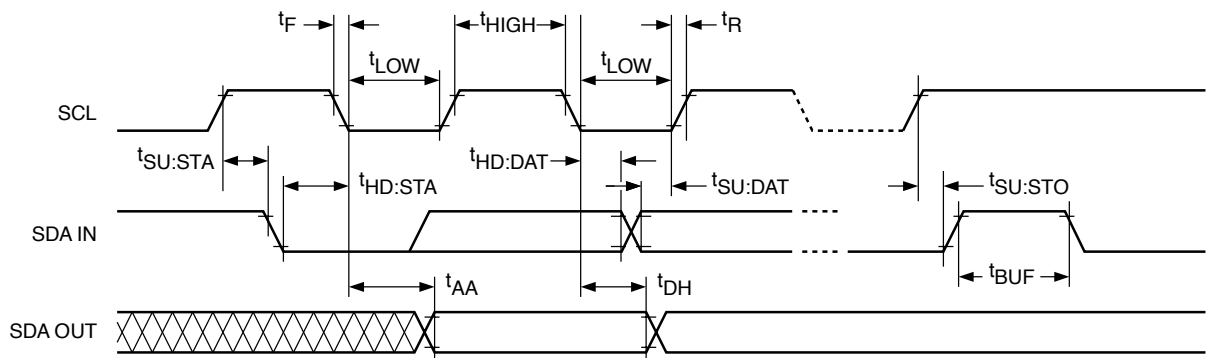 tF
tHIGH
tR
tLOW
tLOW
SCL
tSU:STA
tHD:DAT
tHD:STA
tSU:DAT
tSU:STO
SDA IN
tAA
tDH
tBUF
SDA OUT